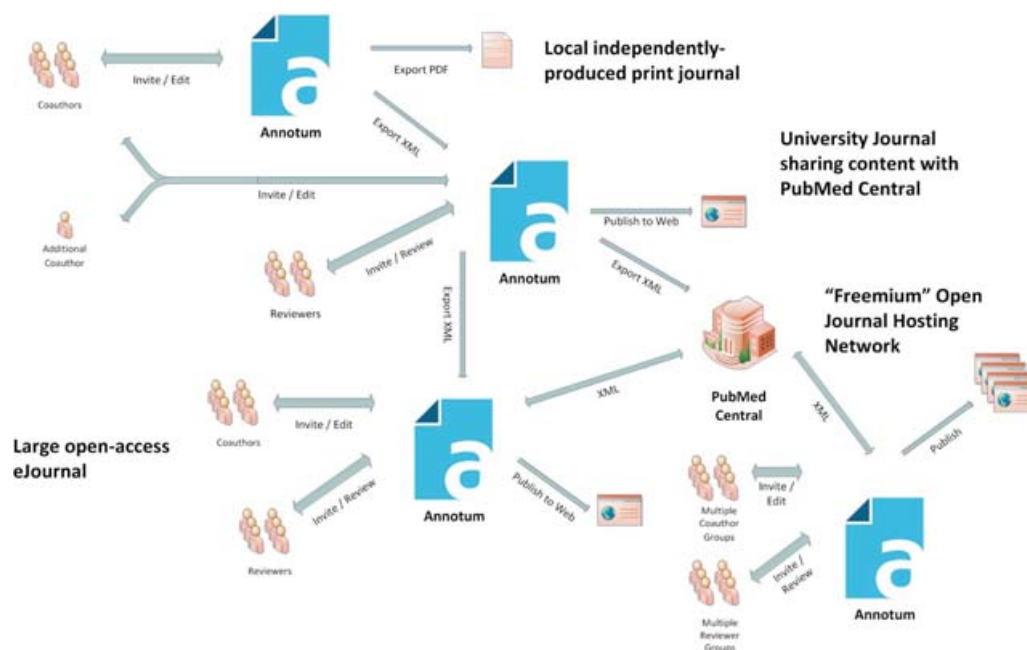 Local independently-
produced print journal
Export PDF
Invite / Edit
Coauthors
Annotum
Export XML
University Journal
sharing content with
PubMed Central
Invite / Edit
Publish to Web
Additional
Coauthor
Invite / Review
Reviewers
Annotum
Export XML
Export XML
"Freemium" Open
Journal Hosting
Network
PubMed
Central
XML
XML
Publish
Large open-access
eJournal
Coauthors
Invite / Edit
Invite / Review
Reviewers
Annotum
Publish to Web
Multiple
Coauthor
Groups
Invite /
Edit
Invite /
Review
Multiple
Reviewer
Groups
Annotum
a
a
a
a